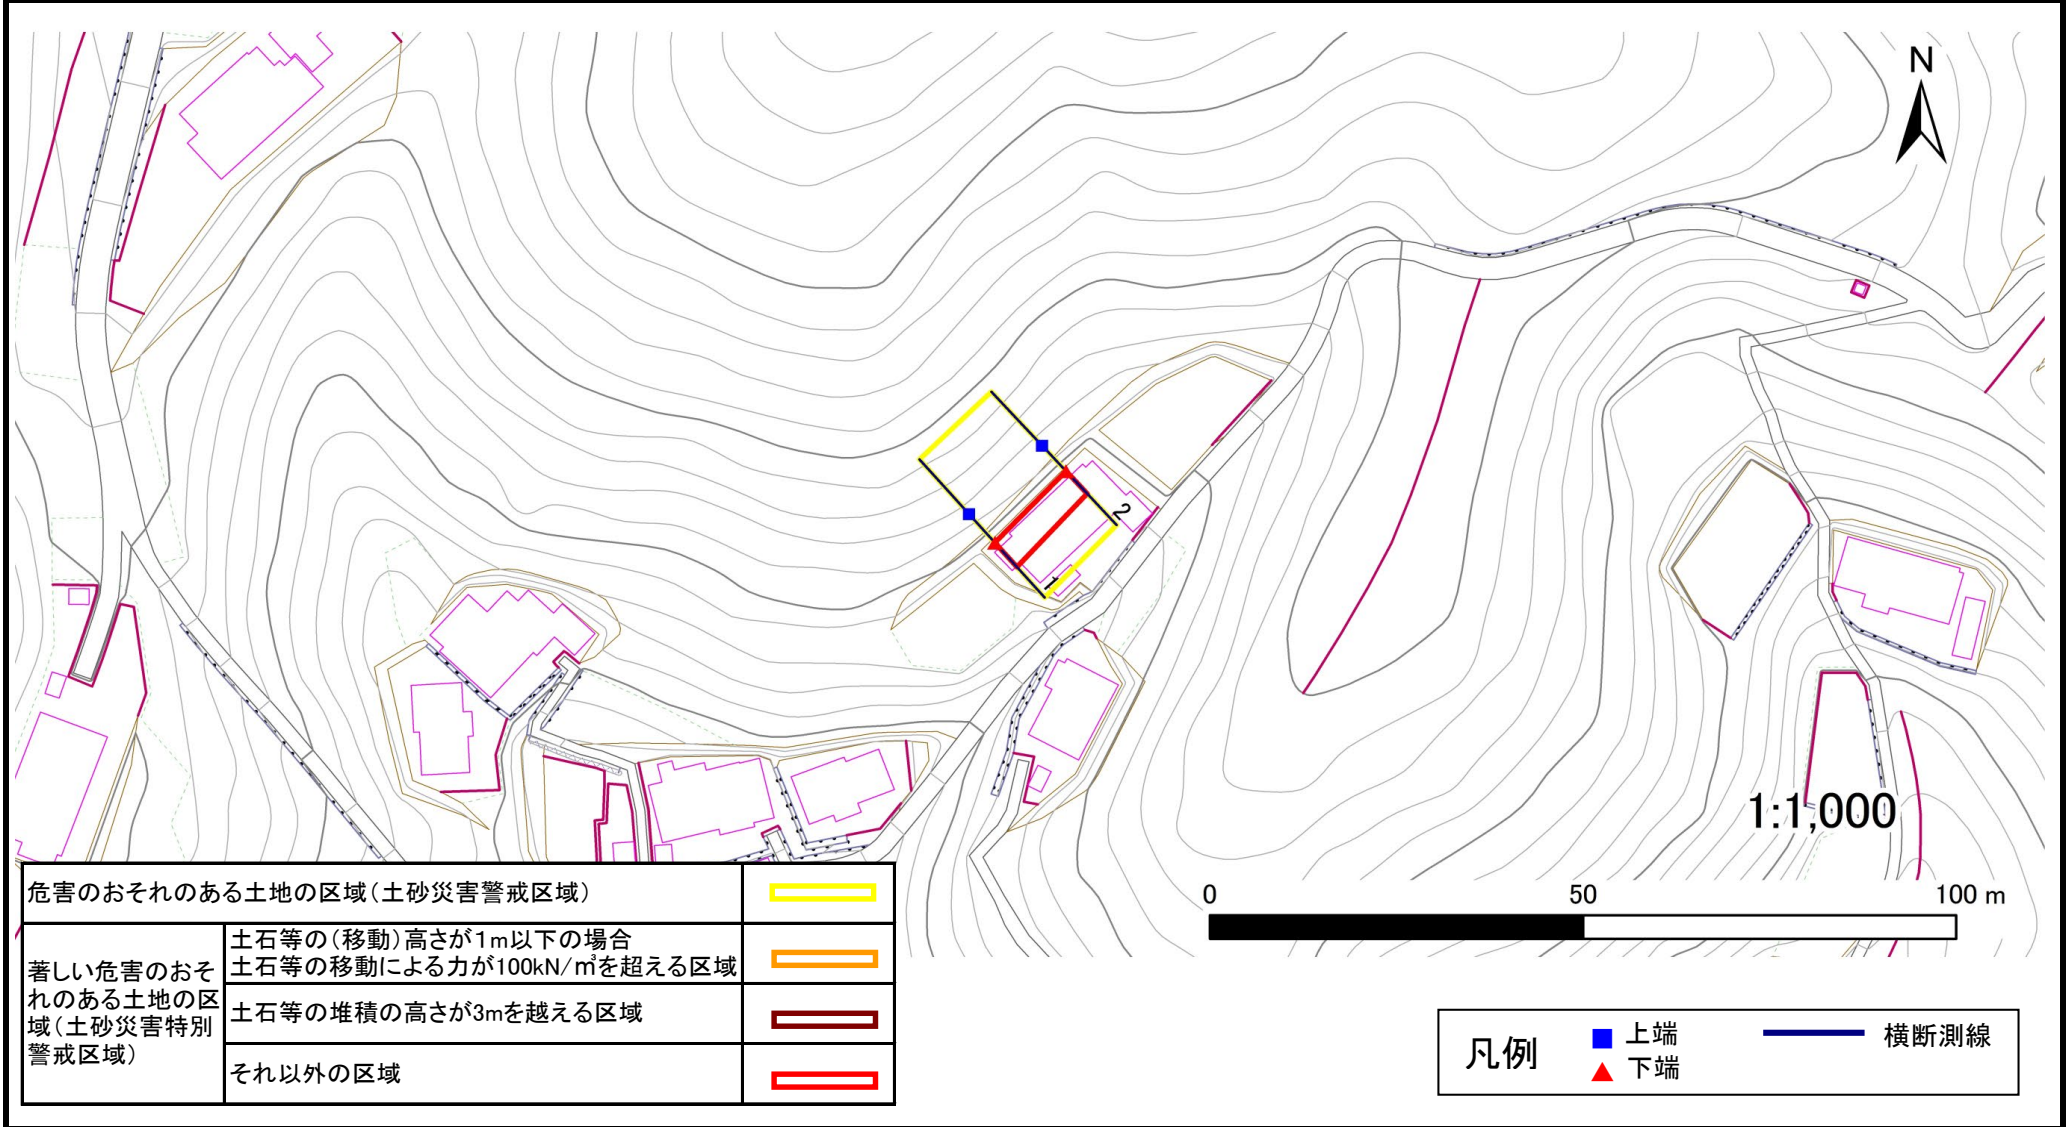 N
2
1
1:1,000
0 50 100 m
危害のおそれのある土地の区域(土砂災害警戒区域)
著しい危害のおそ
れのある土地の区
域(土砂災害特別
警戒区域)
土石等の(移動)高さが1m以下の場合
土石等の移動による力が100kN/㎥を超える区域
土石等の堆積の高さが3mを越える区域
それ以外の区域
凡例
上端
下端
横断測線